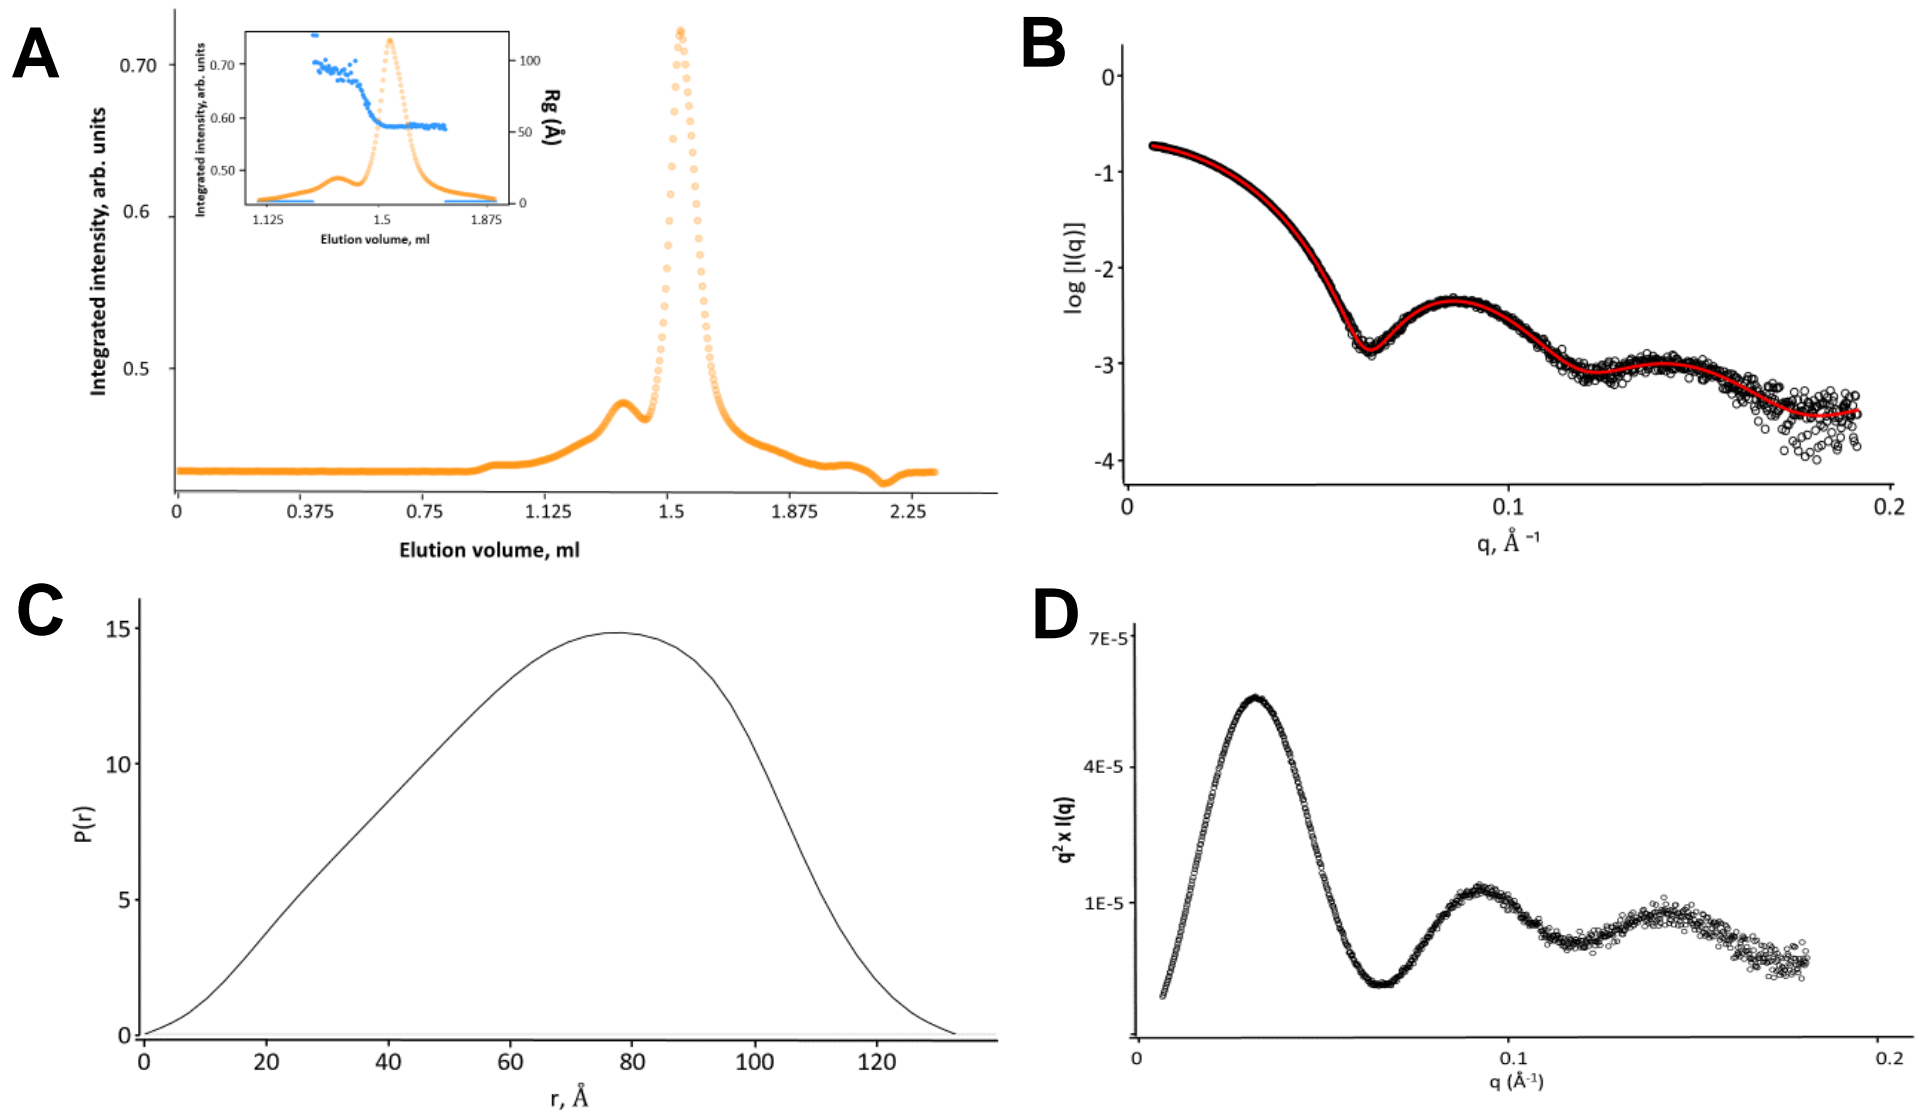 A
Integrated intensity, arb. units
0.70
0.6
0.5
0
0.375
0.75
1.125
1.5
1.875
2.25
Elution volume, ml
Integrated intensity, arb. units
0.70
0.60
0.50
100
50
0
Rg (Å)
1.125
1.5
1.875
Elution volume, ml
B
log [I(q)]
0
-1
-2
-3
-4
0
0.1
0.2
q, Å ⁻¹
C
P(r)
15
10
5
0
0
20
40
60
80
100
120
r, Å
D
q² x I(q)
7E-5
4E-5
1E-5
0
0.1
0.2
q (Å⁻¹)